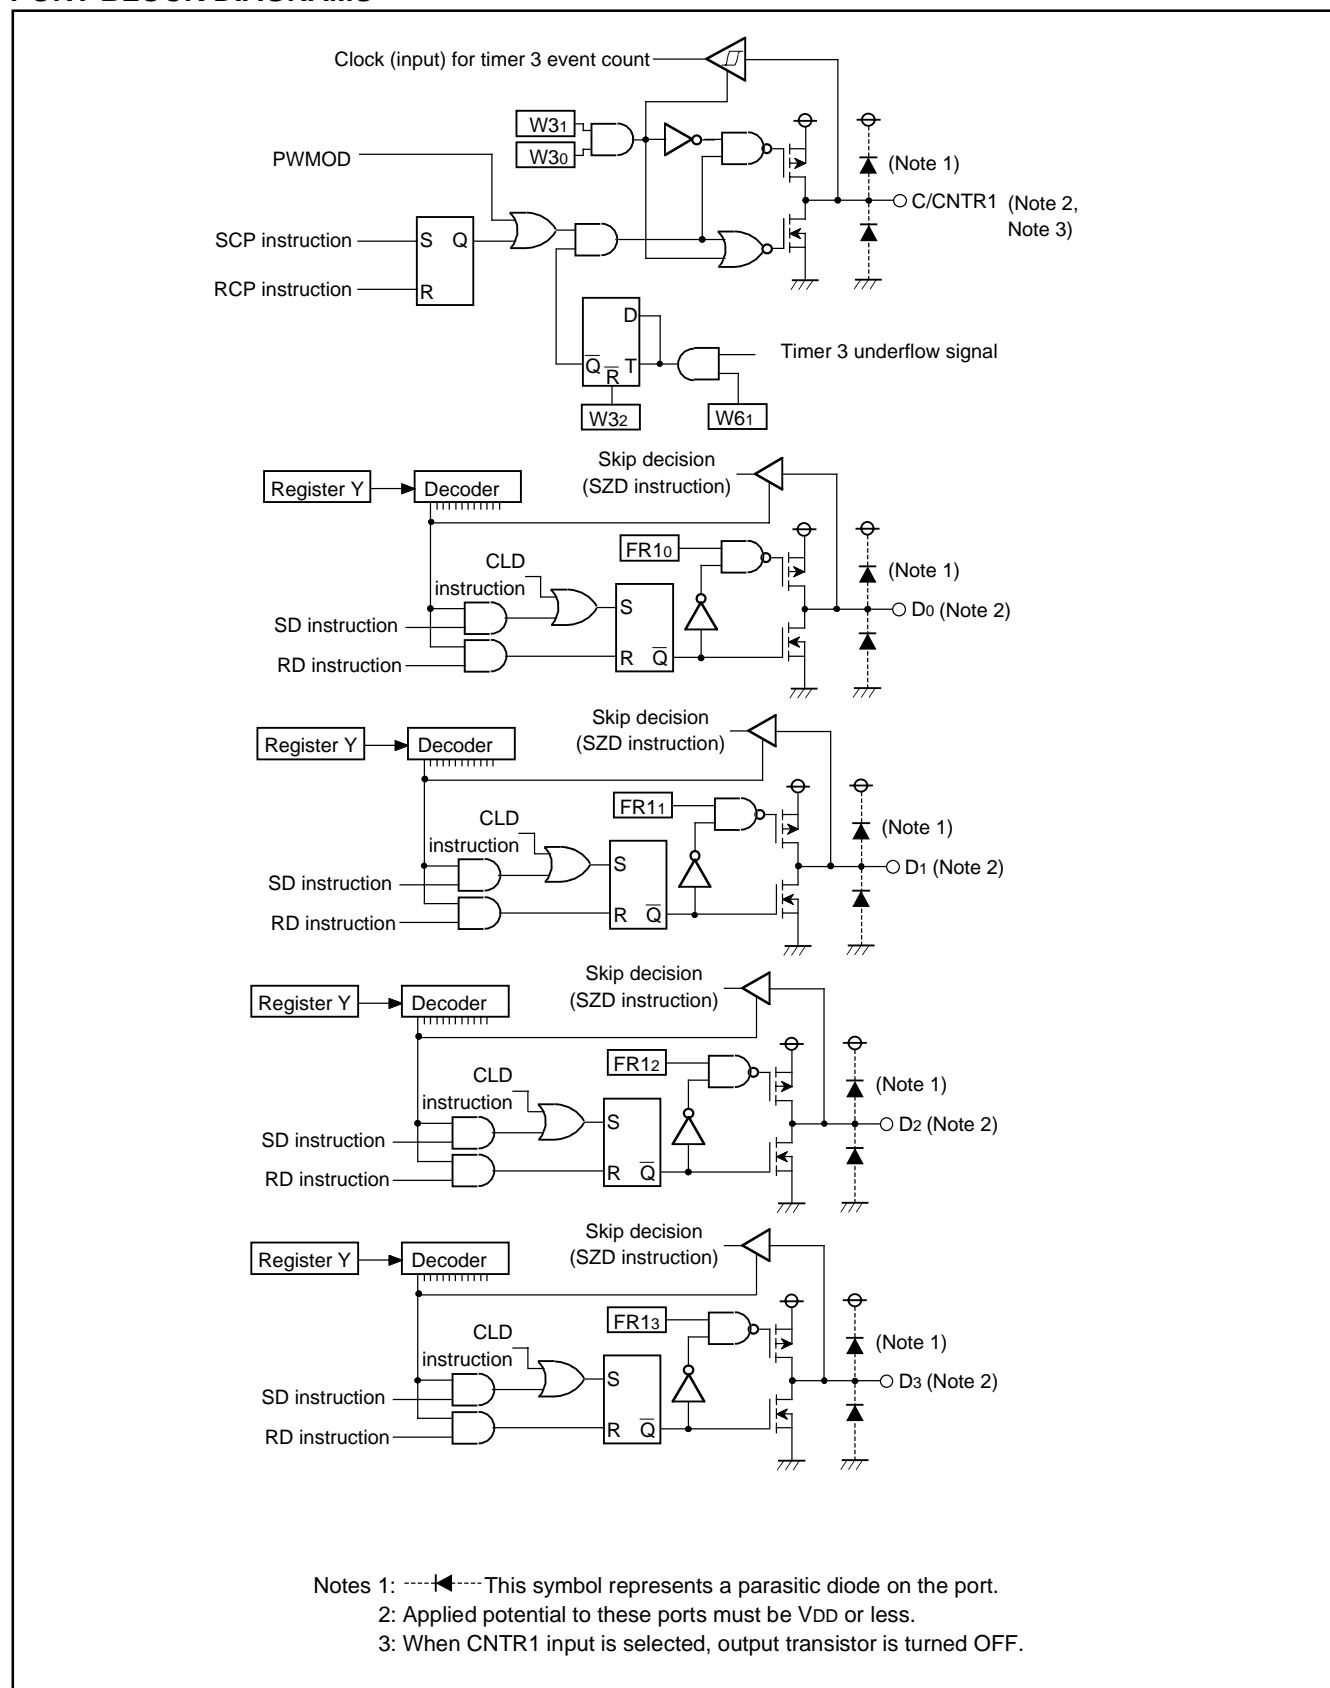 PORT BLOCK DIAGRAMS
Clock (input) for timer 3 event count
W31
W30
PWMOD
(Note 1)
C/CNTR1 (Note 2,
Note 3)
SCP instruction
S Q
RCP instruction
R
D
Timer 3 underflow signal
Q R T
W32
W61
Skip decision
(SZD instruction)
Register Y
Decoder
FR10
CLD
instruction
(Note 1)
S
D0 (Note 2)
SD instruction
RD instruction
R Q
Skip decision
(SZD instruction)
Register Y
Decoder
FR11
CLD
instruction
(Note 1)
S
D1 (Note 2)
SD instruction
RD instruction
R Q
Skip decision
(SZD instruction)
Register Y
Decoder
FR12
CLD
instruction
(Note 1)
S
D2 (Note 2)
SD instruction
RD instruction
R Q
Skip decision
(SZD instruction)
Register Y
Decoder
FR13
CLD
instruction
(Note 1)
S
D3 (Note 2)
SD instruction
RD instruction
R Q
Notes 1: This symbol represents a parasitic diode on the port.
2: Applied potential to these ports must be VDD or less.
3: When CNTR1 input is selected, output transistor is turned OFF.